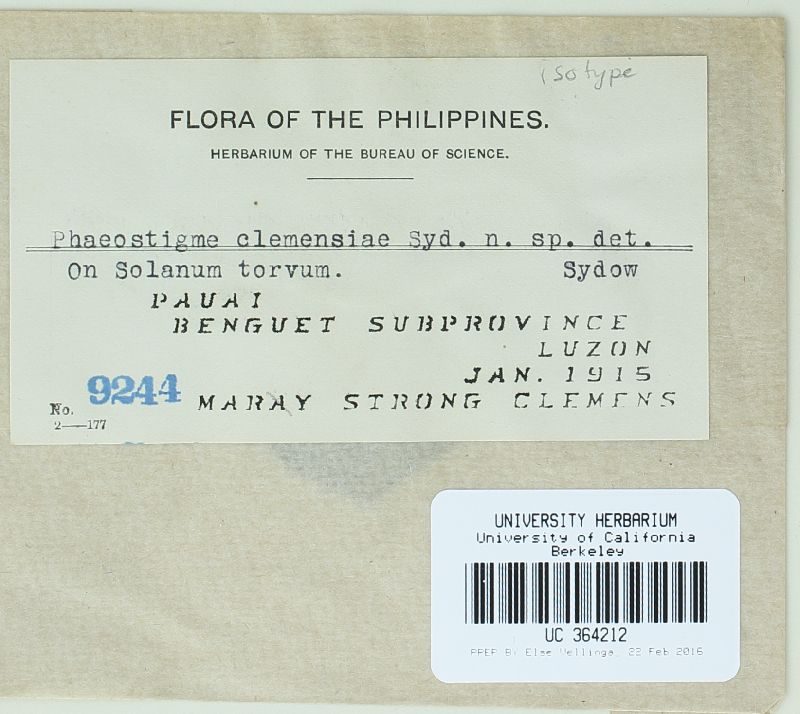 isotype
FLORA OF THE PHILIPPINES.
HERBARIUM OF THE BUREAU OF SCIENCE.
Phaeostigme clemensiae Syd. n. sp. det.
On Solanum torvum. Sydow
PAUAI
BENGUET SUBPROVINCE
LUZON
JAN. 1915
No. 9244 MARAY STRONG CLEMENS
2—177
UNIVERSITY HERBARIUM
University of California
Berkeley
UC 364212
PREP By Else Vellinga, 22 Feb 2016